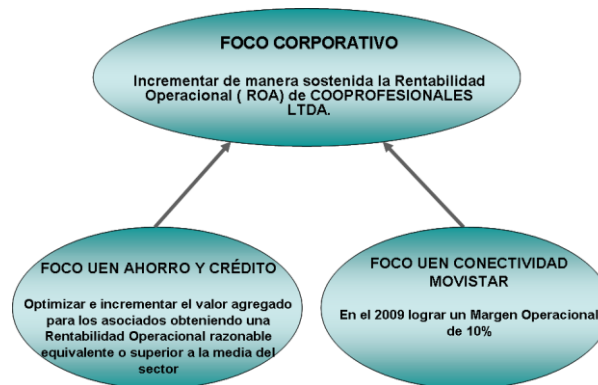 FOCO CORPORATIVO
Incrementar de manera sostenida la Rentabilidad
Operacional ( ROA) de COOPROFESIONALES
LTDA.
FOCO UEN AHORRO Y CRÉDITO
Optimizar e incrementar el valor agregado
para los asociados obteniendo una
Rentabilidad Operacional razonable
equivalente o superior a la media del
sector
FOCO UEN CONECTIVIDAD
MOVISTAR
En el 2009 lograr un Margen Operacional
de 10%